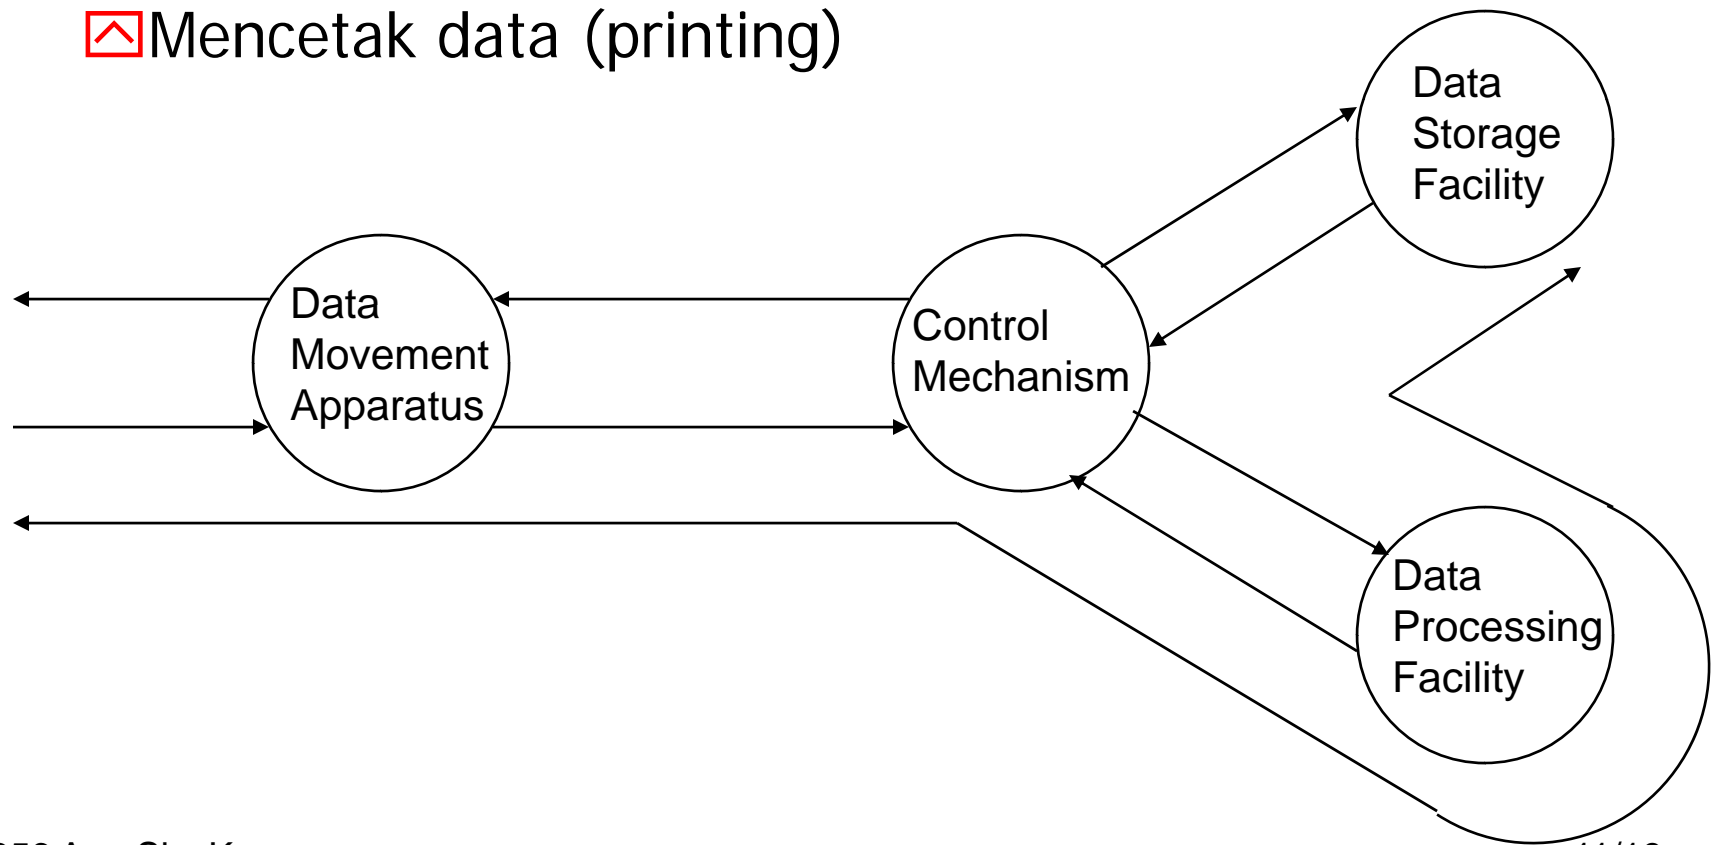 Mencetak data (printing)
Data
Storage
Facility
Data
Movement
Apparatus
Control
Mechanism
Data
Processing
Facility